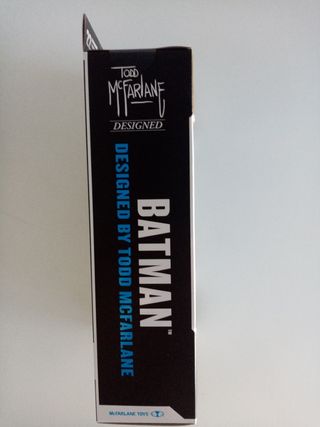 TODD
McFARLANE
DESIGNED
BATMAN™
DESIGNED BY TODD MCFARLANE
McFARLANE TOYS